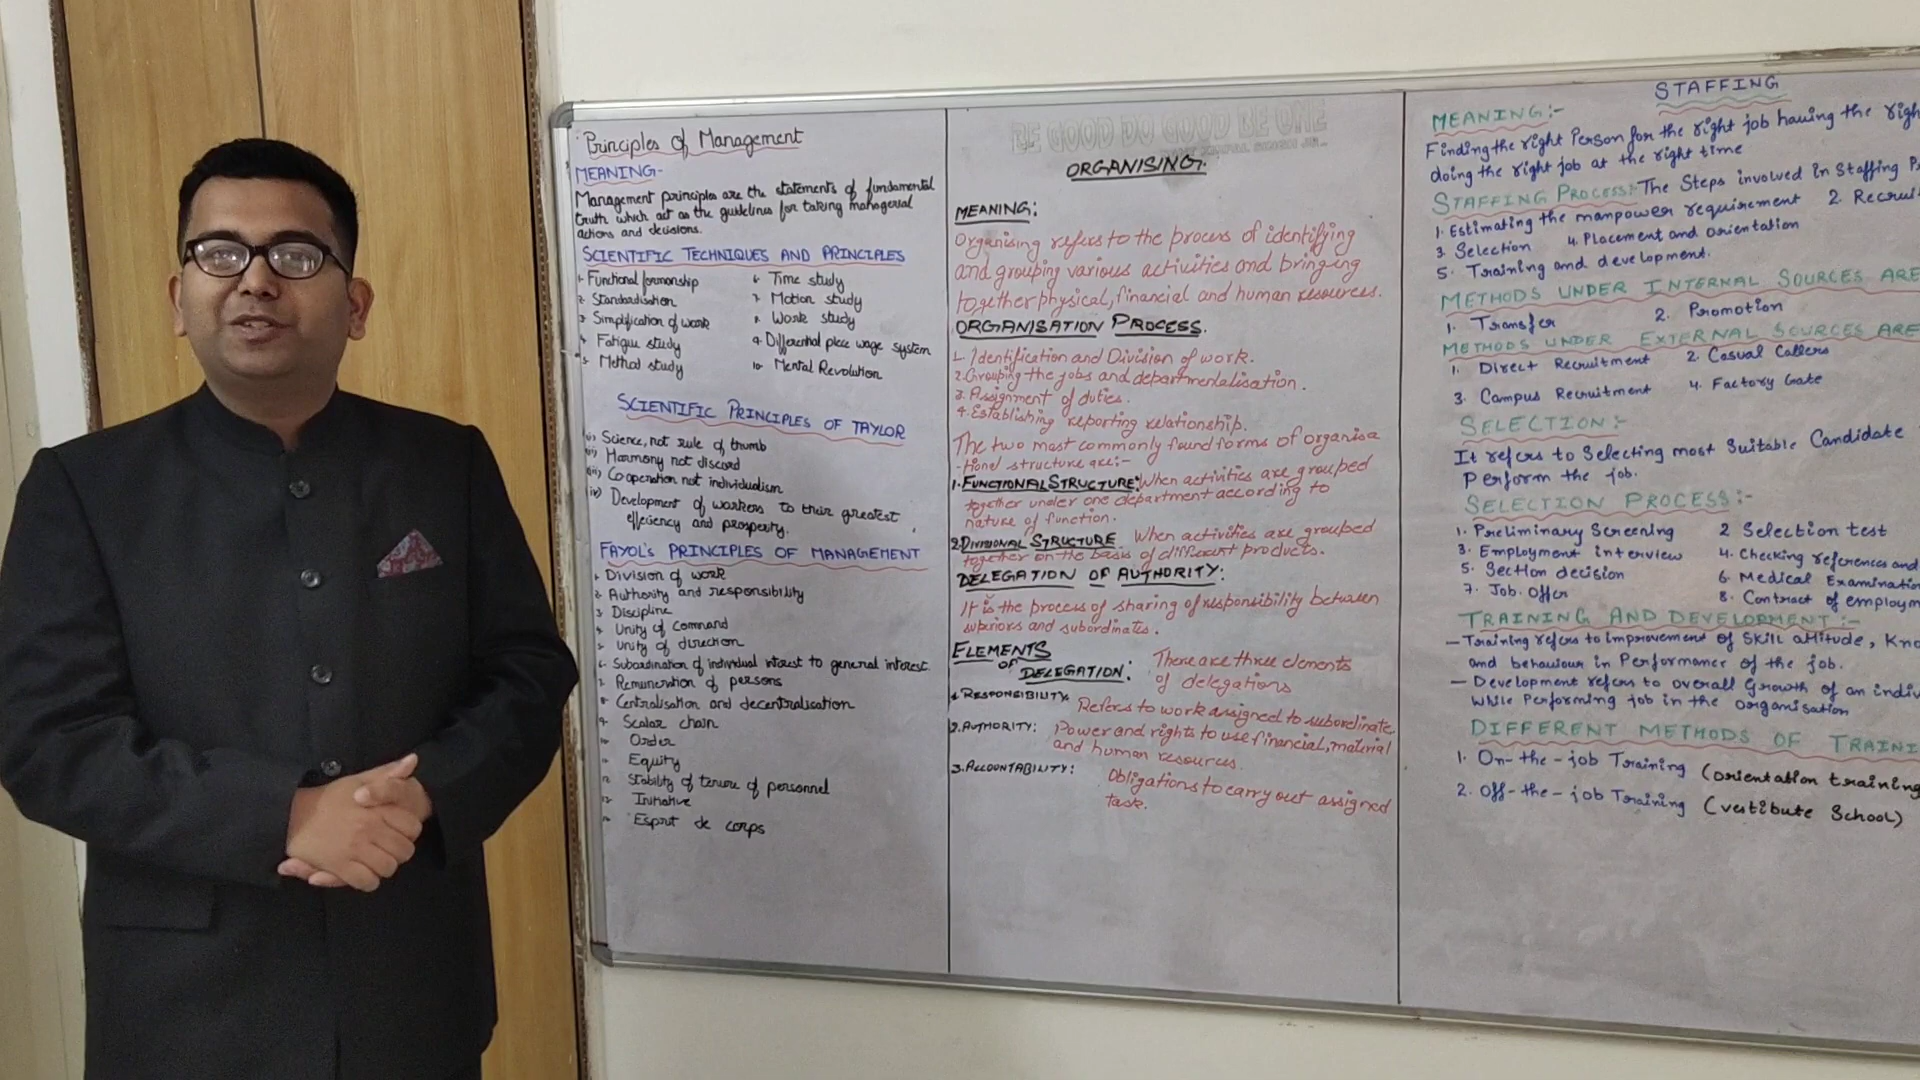 Principles of Management
MEANING-
Management principles are the statements of fundamental
truth which act as the guidelines for taking managerial
actions and decisions.
SCIENTIFIC TECHNIQUES AND PRINCIPLES
1. Functional formonship
2. Standardisation
3. Simplification of work
4. Fatigue study
5. Method study
6. Time study
7. Motion study
8. Work study
9. Differential piece wage system
10. Mental Revolution
SCIENTIFIC PRINCIPLES OF TAYLOR
(i) Science, not rule of thumb
(ii) Harmony not discord
(iii) Cooperation not individualism
(iv) Development of workers to their greatest
efficiency and prosperity.
FAYOL'S PRINCIPLES OF MANAGEMENT
1. Division of work
2. Authority and responsibility
3. Discipline
4. Unity of command
5. Unity of direction
6. Subordination of individual interest to general interest.
7. Remuneration of persons
8. Centralisation and decentralisation
9. Scalar chain
10. Order
11. Equity
12. Stability of tenure of personnel
13. Initiative
14. Esprit de corps
BE GOOD DO GOOD BE ONE
ORGANISING.
MEANING:
Organising refers to the process of identifying
and grouping various activities and bringing
together physical, financial and human resources.
ORGANISATION PROCESS.
1. Identification and Division of work.
2. Grouping the jobs and departmentalisation.
3. Assignment of duties.
4. Establishing reporting relationship.
The two most commonly found forms of organisa
-tional structure are:-
1. FUNCTIONAL STRUCTURE: When activities are grouped
together under one department according to
nature of function.
2. DIVISIONAL STRUCTURE When activities are grouped
together on the basis of different products.
DELEGATION OF AUTHORITY:
It is the process of sharing of responsibility between
superiors and subordinates.
ELEMENTS
OF DELEGATION: There are three elements
of delegations
1. RESPONSIBILITY: Refers to work assigned to subordinate.
2. AUTHORITY: Power and rights to use financial, material
and human resources.
3. ACCOUNTABILITY: Obligations to carry out assigned
task.
STAFFING
MEANING:-
Finding the right Person for the right job having the
doing the right job at the right time
STAFFING PROCESS: The Steps involved in Staffing
1. Estimating the manpower requirement 2.
3. Selection 4. Placement and orientation
5. Training and development.
METHODS UNDER INTERNAL SOURCES ARE
1. Transfer 2. Promotion
METHODS UNDER EXTERNAL SOURCES ARE
1. Direct Recruitment 2. Casual Callers
3. Campus Recruitment 4. Factory Gate
SELECTION:-
It refers to Selecting most Suitable Candidate
Perform the job.
SELECTION PROCESS:-
1. Preliminary Screening 2 Selection test
3. Employment interview 4. Checking references and
5. Section decision 6. Medical
7. Job. Offer 8. Contract of
TRAINING AND DEVELOPMENT:-
- Training refers to improvement of Skill attitude,
and behaviour in Performance of the job.
- Development refers to overall Growth of an
while Performing job in the organisation
DIFFERENT METHODS OF
1. On-the-job Training (orientation training
2. Off-the-job Training (vestibute School)